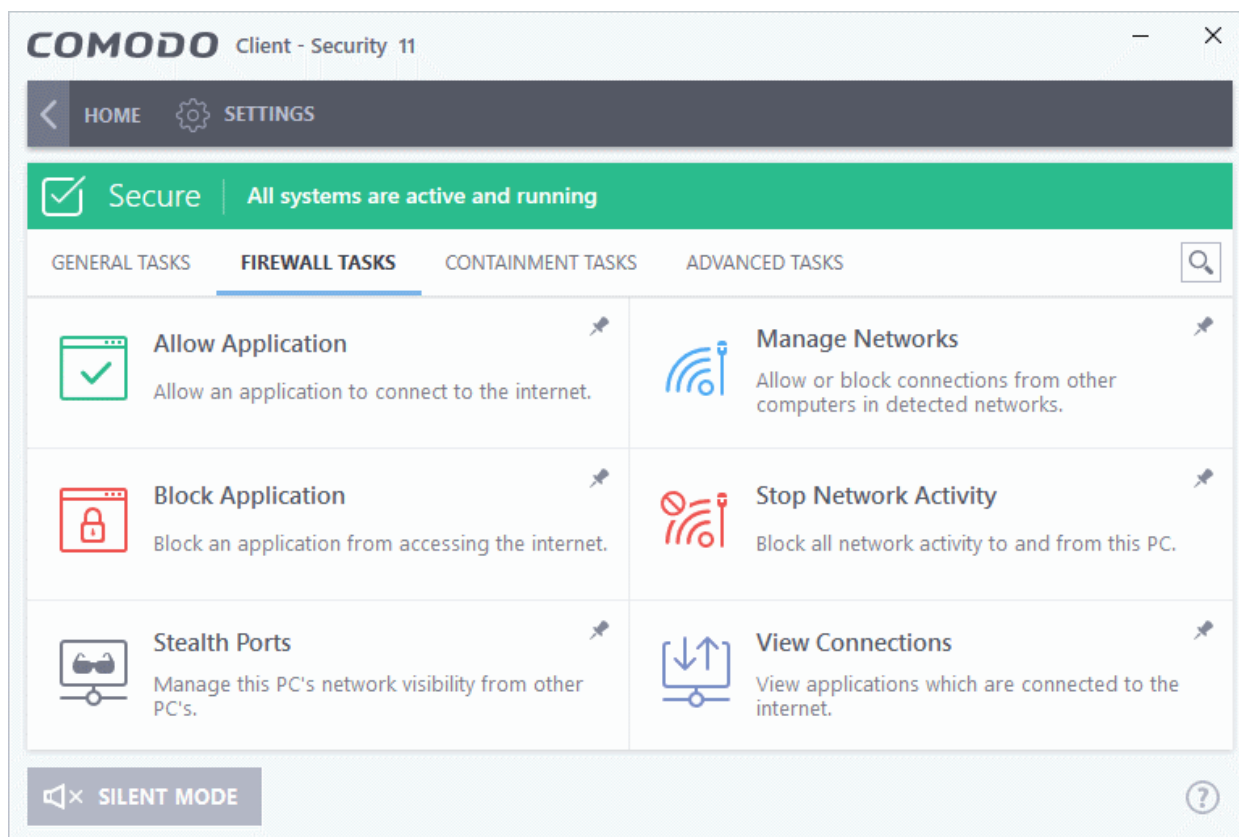 COMODO Client - Security 11
HOME SETTINGS
Secure All systems are active and running
GENERAL TASKS FIREWALL TASKS CONTAINMENT TASKS ADVANCED TASKS
Allow Application
Allow an application to connect to the internet.
Manage Networks
Allow or block connections from other
computers in detected networks.
Block Application
Block an application from accessing the internet.
Stop Network Activity
Block all network activity to and from this PC.
Stealth Ports
Manage this PC's network visibility from other
PC's.
View Connections
View applications which are connected to the
internet.
SILENT MODE
?